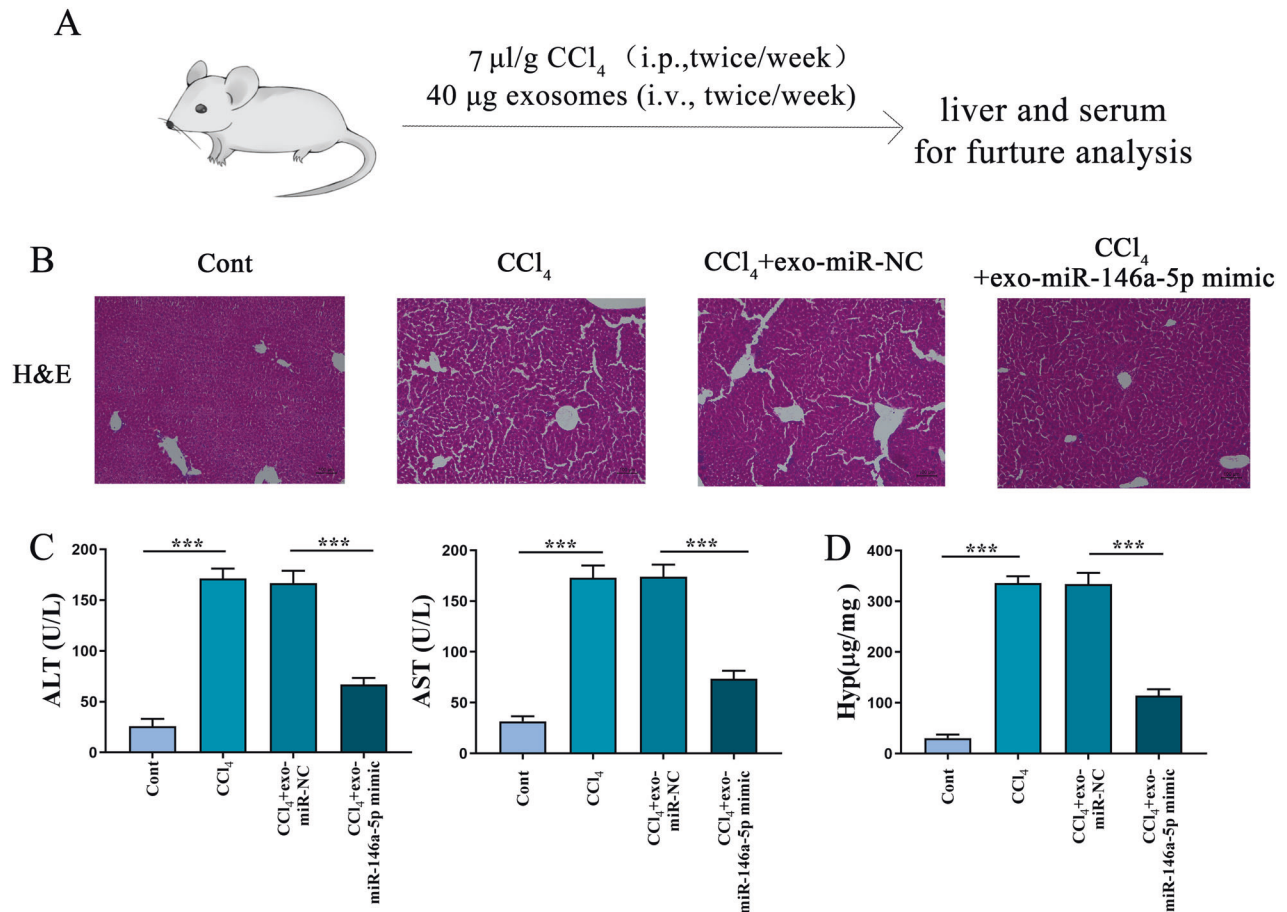 A
7 μl/g CCl4 （i.p.,twice/week）
40 μg exosomes (i.v., twice/week)
liver and serum
for furture analysis
B
Cont
CCl4
CCl4+exo-miR-NC
CCl4
+exo-miR-146a-5p mimic
H&E
C
ALT (U/L)
200
150
100
50
0
***
***
Cont
CCl4
CCl4+exo-
miR-NC
CCl4+exo-
miR-146a-5p mimic
AST (U/L)
200
150
100
50
0
***
***
Cont
CCl4
CCl4+exo-
miR-NC
CCl4+exo-
miR-146a-5p mimic
D
Hyp(μg/mg)
400
300
200
100
0
***
***
Cont
CCl4
CCl4+exo-
miR-NC
CCl4+exo-
miR-146a-5p mimic